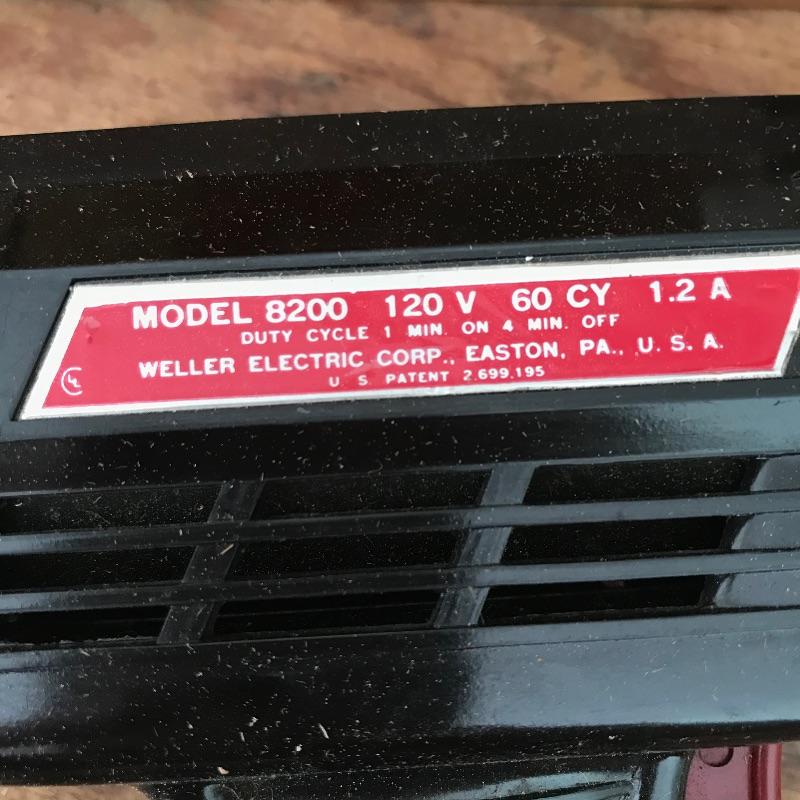 MODEL 8200 120 V 60 CY 1.2 A
DUTY CYCLE 1 MIN. ON 4 MIN. OFF
WELLER ELECTRIC CORP., EASTON, PA., U. S. A.
U S PATENT 2,699,195